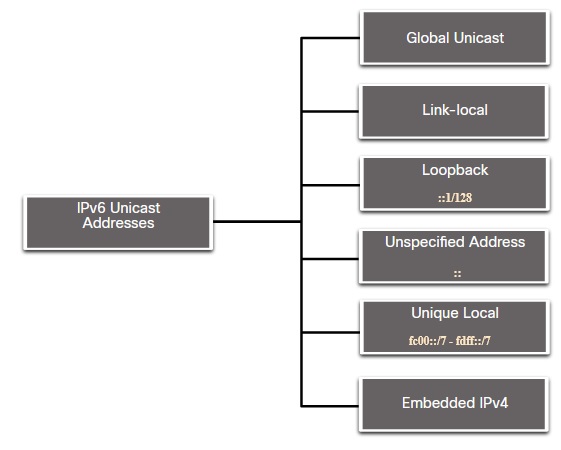 Global Unicast
Link-local
Loopback
::1/128
IPv6 Unicast
Addresses
Unspecified Address
::
Unique Local
fc00::/7 - fdff::/7
Embedded IPv4